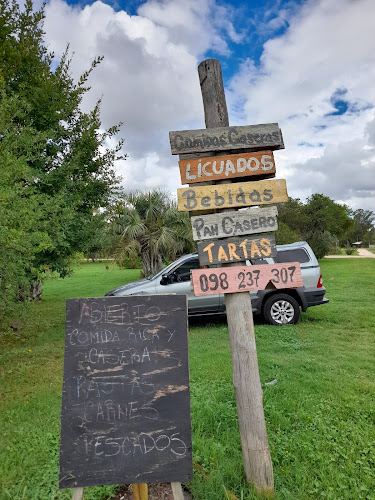 Comidas Caseras
LICUADOS
Bebidas
PAN CASERO
TARTAS
098 237 307
ABIERTO
COMIDA RICA Y
CASERA
PASTAS
CARNES
PESCADOS